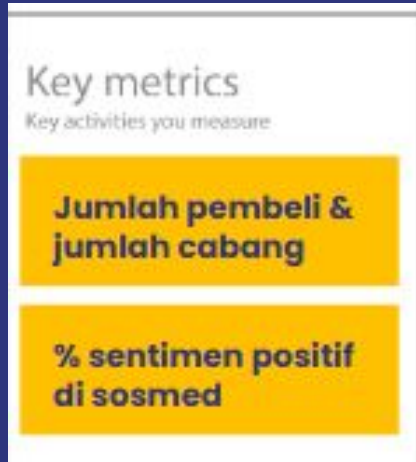 Key metrics
Key activities you measure
Jumlah pembeli &
jumlah cabang
% sentimen positif
di sosmed